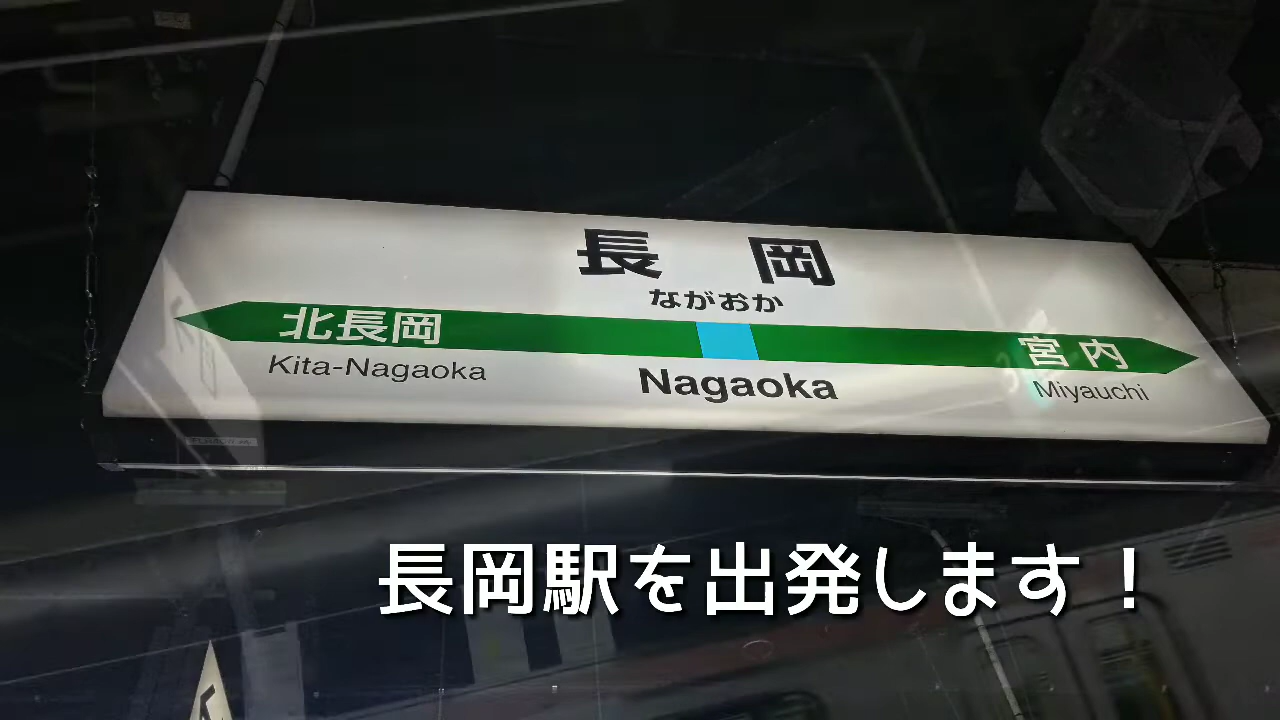 長岡
ながおか
北長岡
宮内
Kita-Nagaoka
Nagaoka
Miyauchi
長岡駅を出発します！